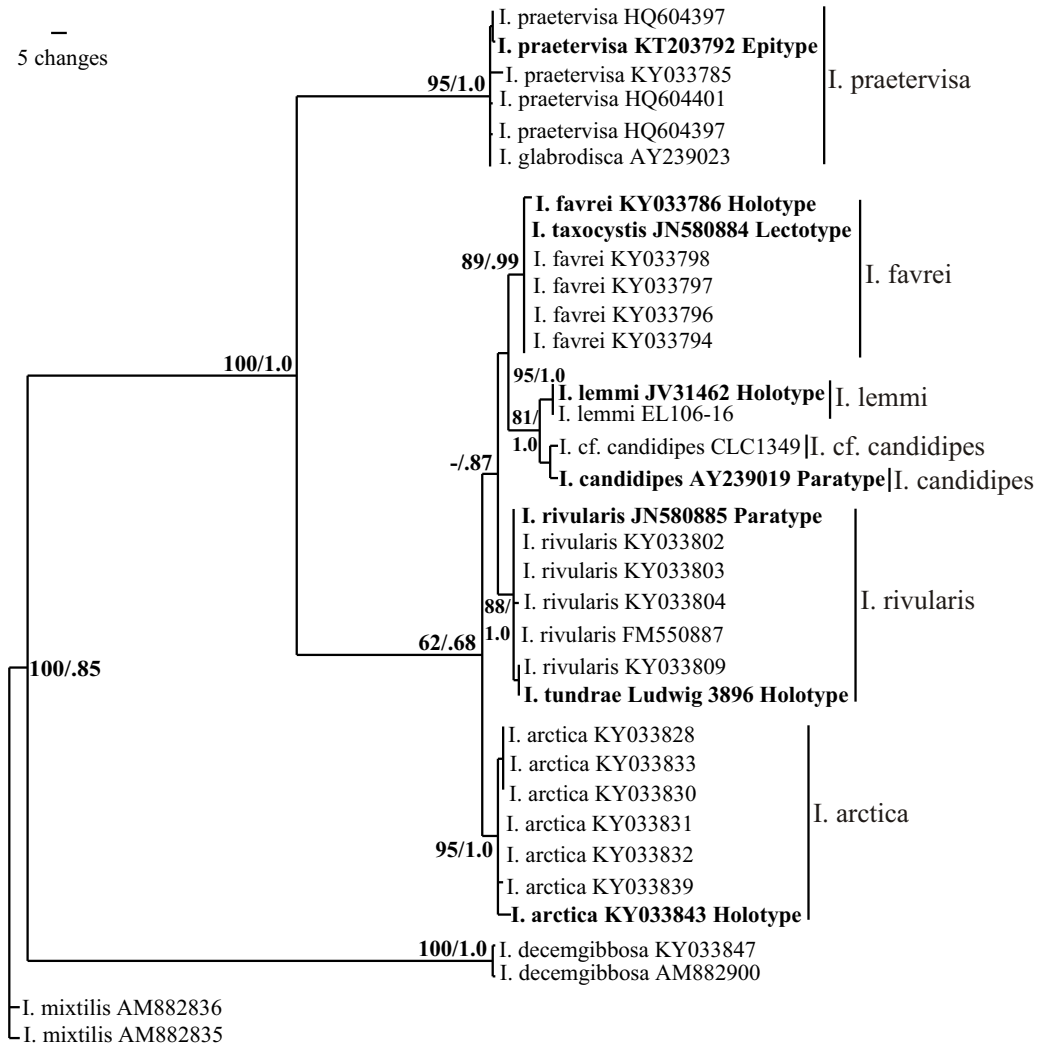 5 changes
I. praetervisa HQ604397
I. praetervisa KT203792 Epitype
I. praetervisa KY033785
I. praetervisa HQ604401
I. praetervisa HQ604397
I. glabrodisca AY239023
I. praetervisa
95/1.0
I. favrei KY033786 Holotype
I. taxocystis JN580884 Lectotype
I. favrei KY033798
I. favrei KY033797
I. favrei KY033796
I. favrei KY033794
I. favrei
89/.99
100/1.0
95/1.0
I. lemmi JV31462 Holotype
I. lemmi EL106-16
I. lemmi
81/
1.0
I. cf. candidipes CLC1349
I. cf. candidipes
I. candidipes AY239019 Paratype
I. candidipes
-/.87
I. rivularis JN580885 Paratype
I. rivularis KY033802
I. rivularis KY033803
I. rivularis KY033804
I. rivularis FM550887
I. rivularis KY033809
I. tundrae Ludwig 3896 Holotype
I. rivularis
88/
1.0
62/.68
100/.85
I. arctica KY033828
I. arctica KY033833
I. arctica KY033830
I. arctica KY033831
I. arctica KY033832
I. arctica KY033839
I. arctica KY033843 Holotype
I. arctica
95/1.0
100/1.0
I. decemgibbosa KY033847
I. decemgibbosa AM882900
I. mixtilis AM882836
I. mixtilis AM882835